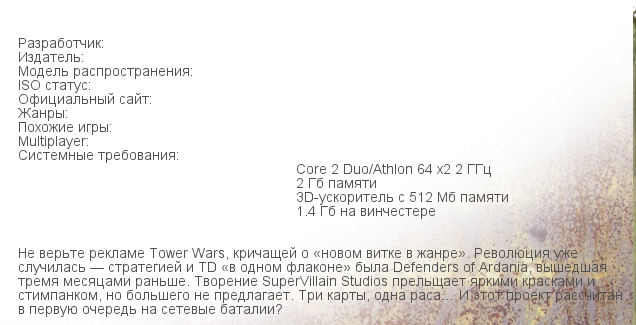 Разработчик:
Издатель:
Модель распространения:
ISO статус:
Официальный сайт:
Жанры:
Похожие игры:
Multiplayer:
Системные требования:
Core 2 Duo/Athlon 64 x2 2 ГГц
2 Гб памяти
3D-ускоритель с 512 Мб памяти
1.4 Гб на винчестере
Не верьте рекламе Tower Wars, кричащей о «новом витке в жанре». Революция уже
случилась — стратегией и TD «в одном флаконе» была Defenders of Ardania, вышедшая
тремя месяцами раньше. Творение SuperVillain Studios прельщает яркими красками и
стимпанком, но большего не предлагает. Три карты, одна раса:.. И этот проект рассчитан
в первую очередь на сетевые баталии?